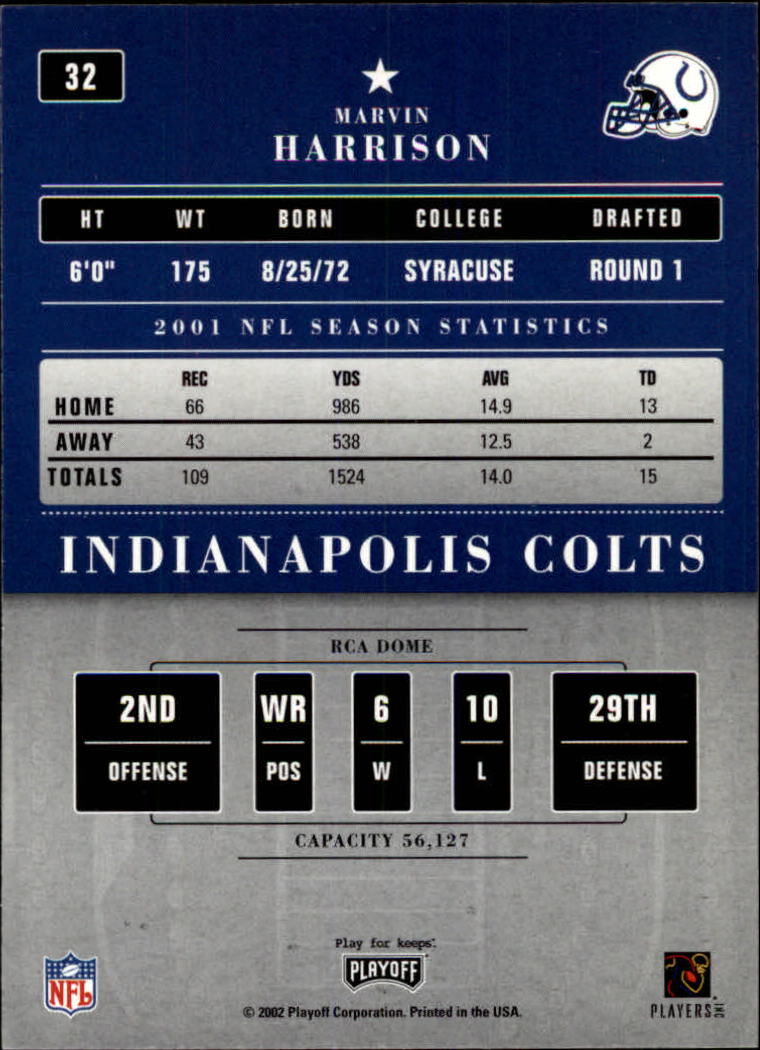 32
MARVIN
HARRISON
HT WT BORN COLLEGE DRAFTED
6'0" 175 8/25/72 SYRACUSE ROUND 1
2001 NFL SEASON STATISTICS
REC YDS AVG TD
HOME 66 986 14.9 13
AWAY 43 538 12.5 2
TOTALS 109 1524 14.0 15
INDIANAPOLIS COLTS
RCA DOME
2ND WR 6 10 29TH
OFFENSE POS W L DEFENSE
CAPACITY 56,127
Play for keeps.
PLAYOFF
NFL
PLAYERS INC
© 2002 Playoff Corporation. Printed in the USA.